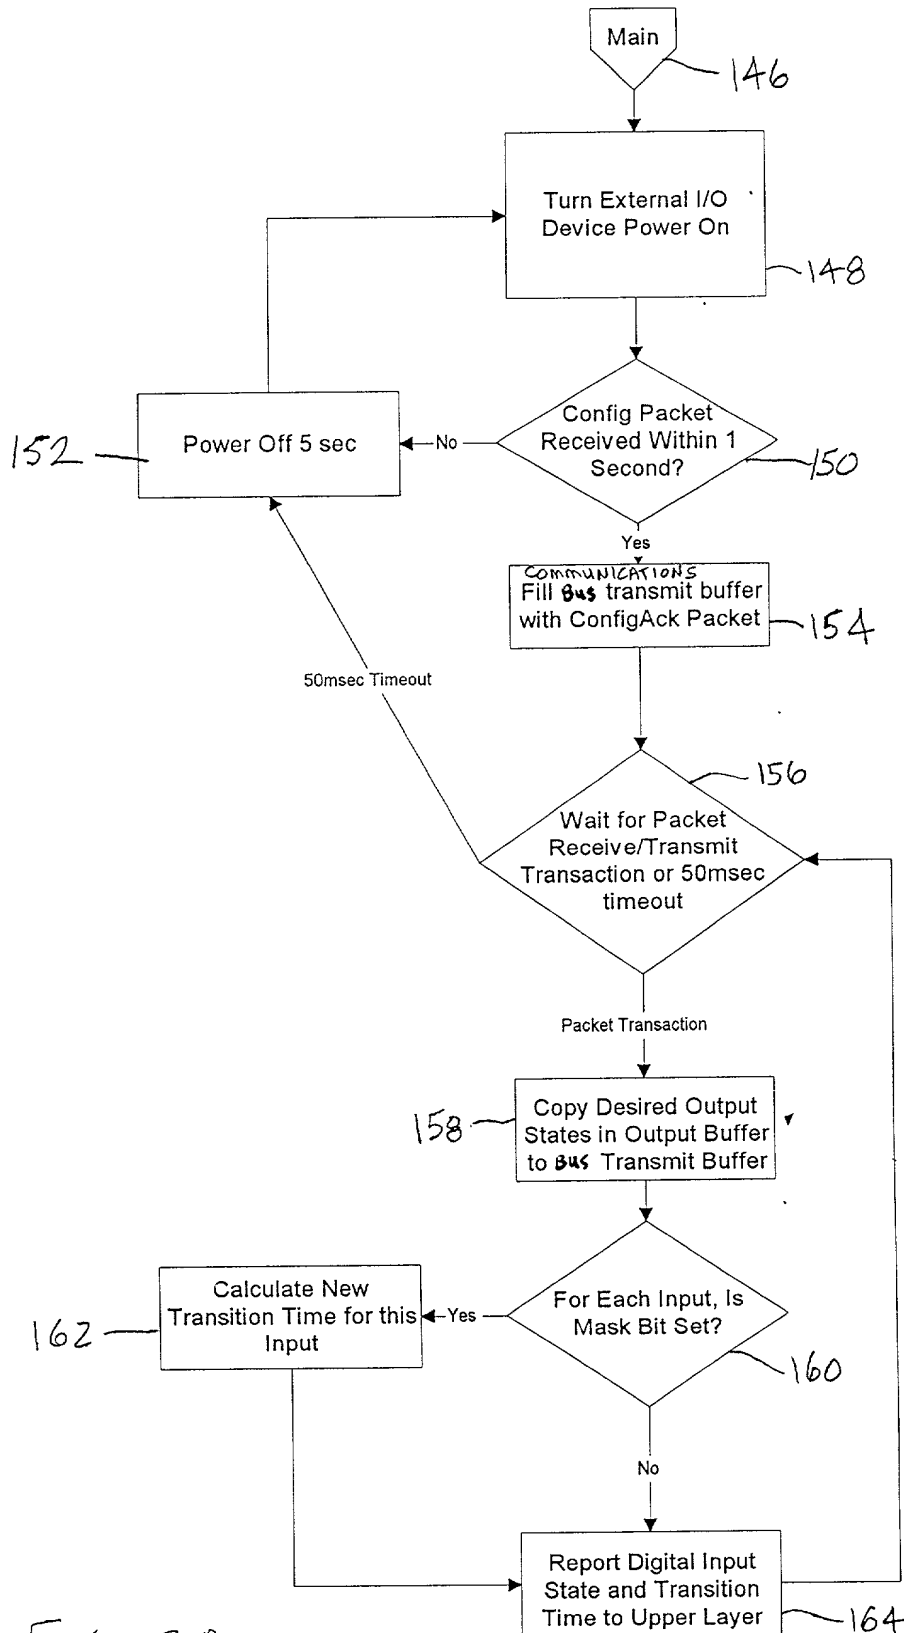 Main
146
Turn External I/O
Device Power On
148
Config Packet
Received Within 1
Second?
150
No
Power Off 5 sec
152
Yes
COMMUNICATIONS
Fill Bus transmit buffer
with ConfigAck Packet
154
50msec Timeout
156
Wait for Packet
Receive/Transmit
Transaction or 50msec
timeout
Packet Transaction
158
Copy Desired Output
States in Output Buffer
to Bus Transmit Buffer
For Each Input, Is
Mask Bit Set?
160
Yes
Calculate New
Transition Time for this
Input
162
No
Report Digital Input
State and Transition
Time to Upper Layer
164